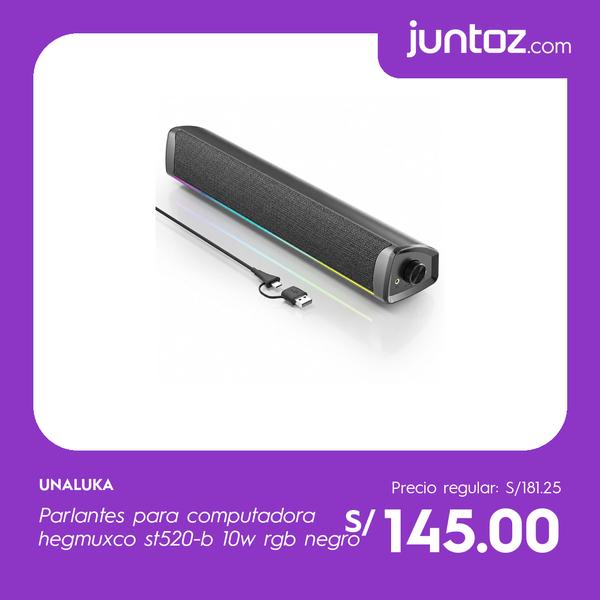 juntoz.com
UNALUKA
Precio regular: S/181.25
Parlantes para computadora
hegmuxco st520-b 10w rgb negro
S/145.00